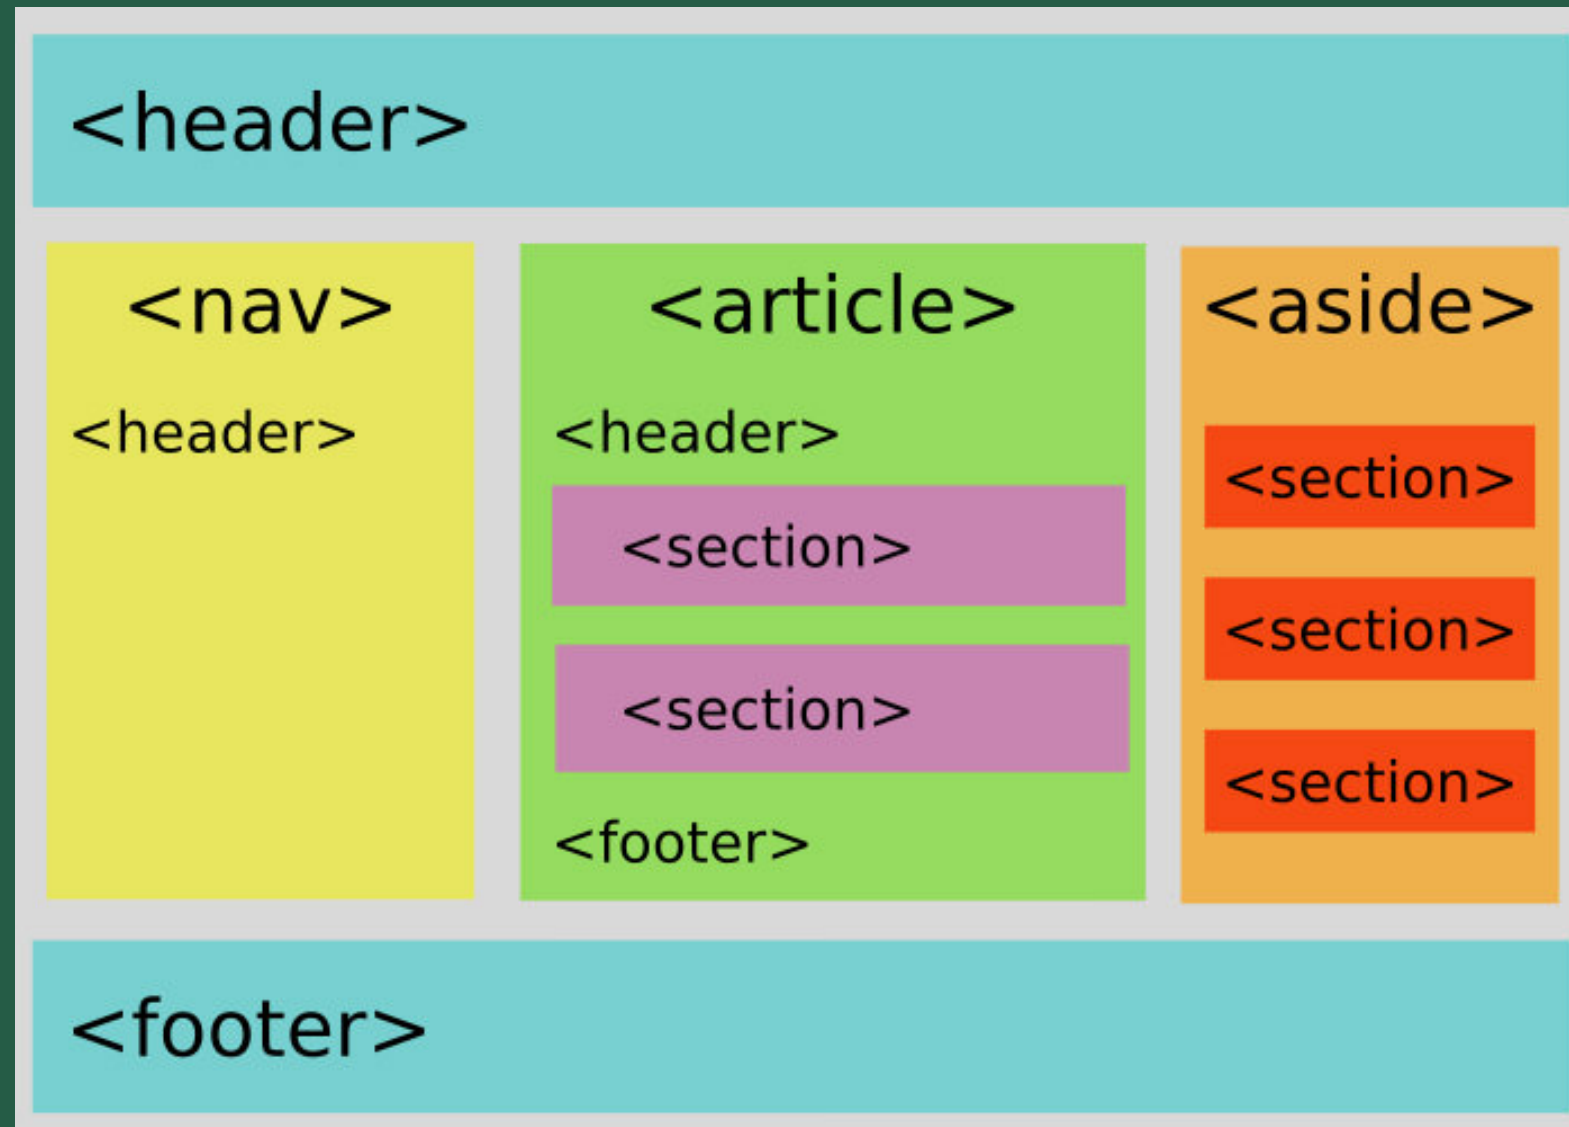 <header>
<nav>
<header>
<article>
<header>
<section>
<section>
<footer>
<aside>
<section>
<section>
<section>
<footer>